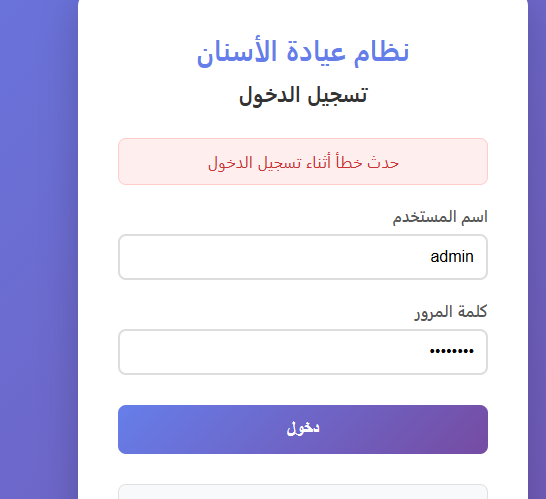 نظام عيادة الأسنان
تسجيل الدخول
حدث خطأ أثناء تسجيل الدخول
اسم المستخدم
admin
كلمة المرور
••••••••
دخول